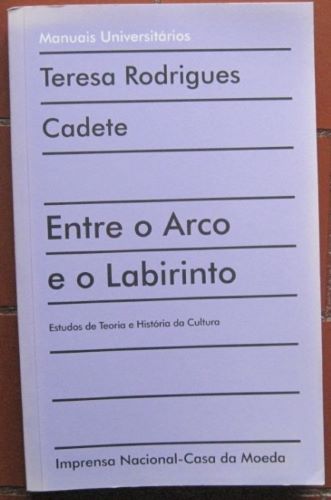 Manuais Universitários
Teresa Rodrigues
Cadete
Entre o Arco
e o Labirinto
Estudos de Teoria e História da Cultura
Imprensa Nacional-Casa da Moeda